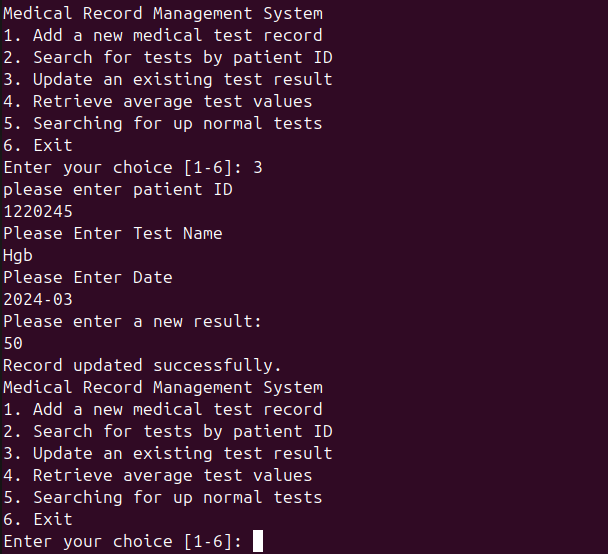 Medical Record Management System
1. Add a new medical test record
2. Search for tests by patient ID
3. Update an existing test result
4. Retrieve average test values
5. Searching for up normal tests
6. Exit
Enter your choice [1-6]: 3
please enter patient ID
1220245
Please Enter Test Name
Hgb
Please Enter Date
2024-03
Please enter a new result:
50
Record updated successfully.
Medical Record Management System
1. Add a new medical test record
2. Search for tests by patient ID
3. Update an existing test result
4. Retrieve average test values
5. Searching for up normal tests
6. Exit
Enter your choice [1-6]: